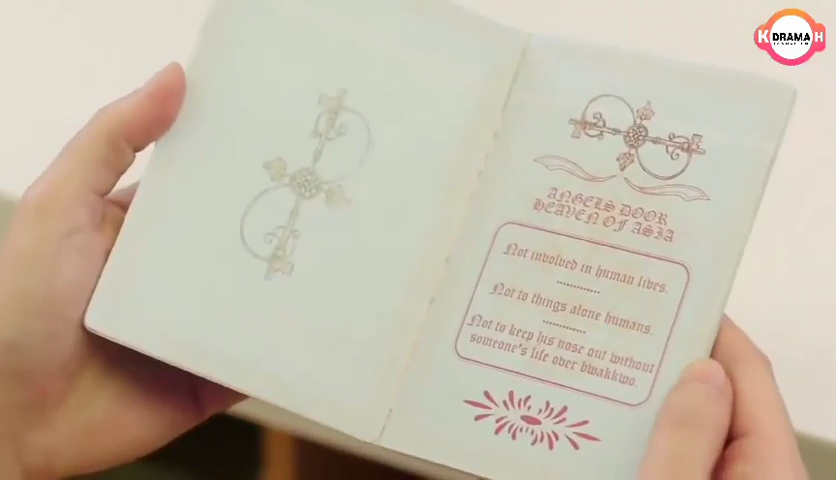 K DRAMA H
ANGELS DOOR
HEAVEN OF ASIA
Not involved in human lives.
Not to things alone humans.
Not to keep his nose out without
someone's life over bwakkwo.